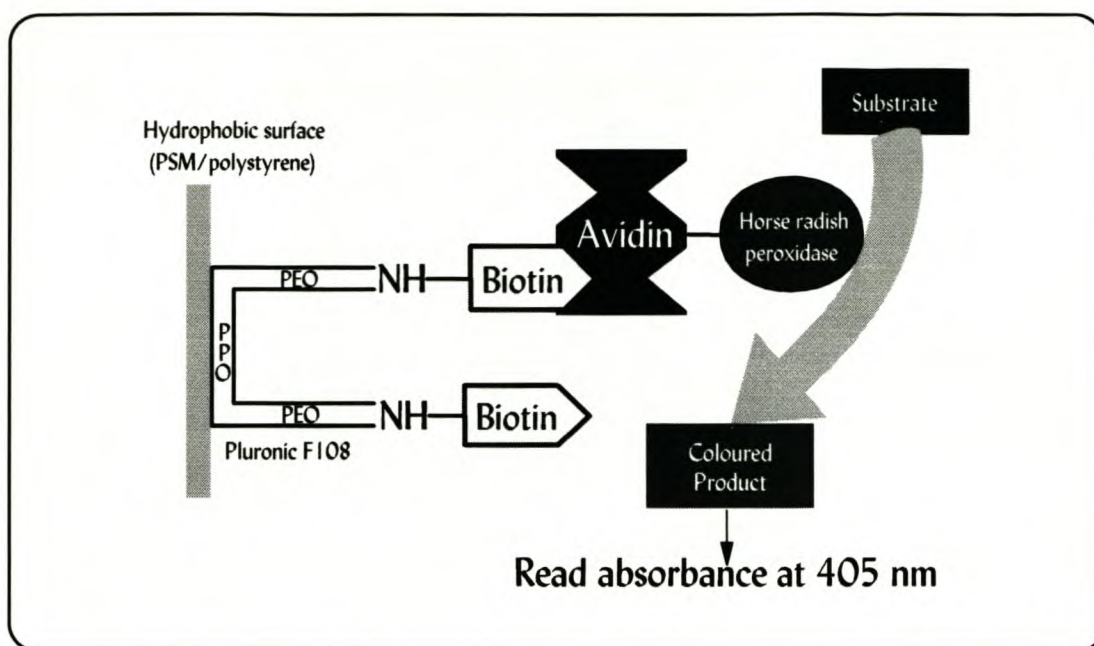 Substrate
Hydrophobic surface
(PSM/polystyrene)
Avidin
Horse radish
peroxidase
PEO
NH
Biotin
PPO
PEO
NH
Biotin
Pluronic F108
Coloured
Product
Read absorbance at 405 nm